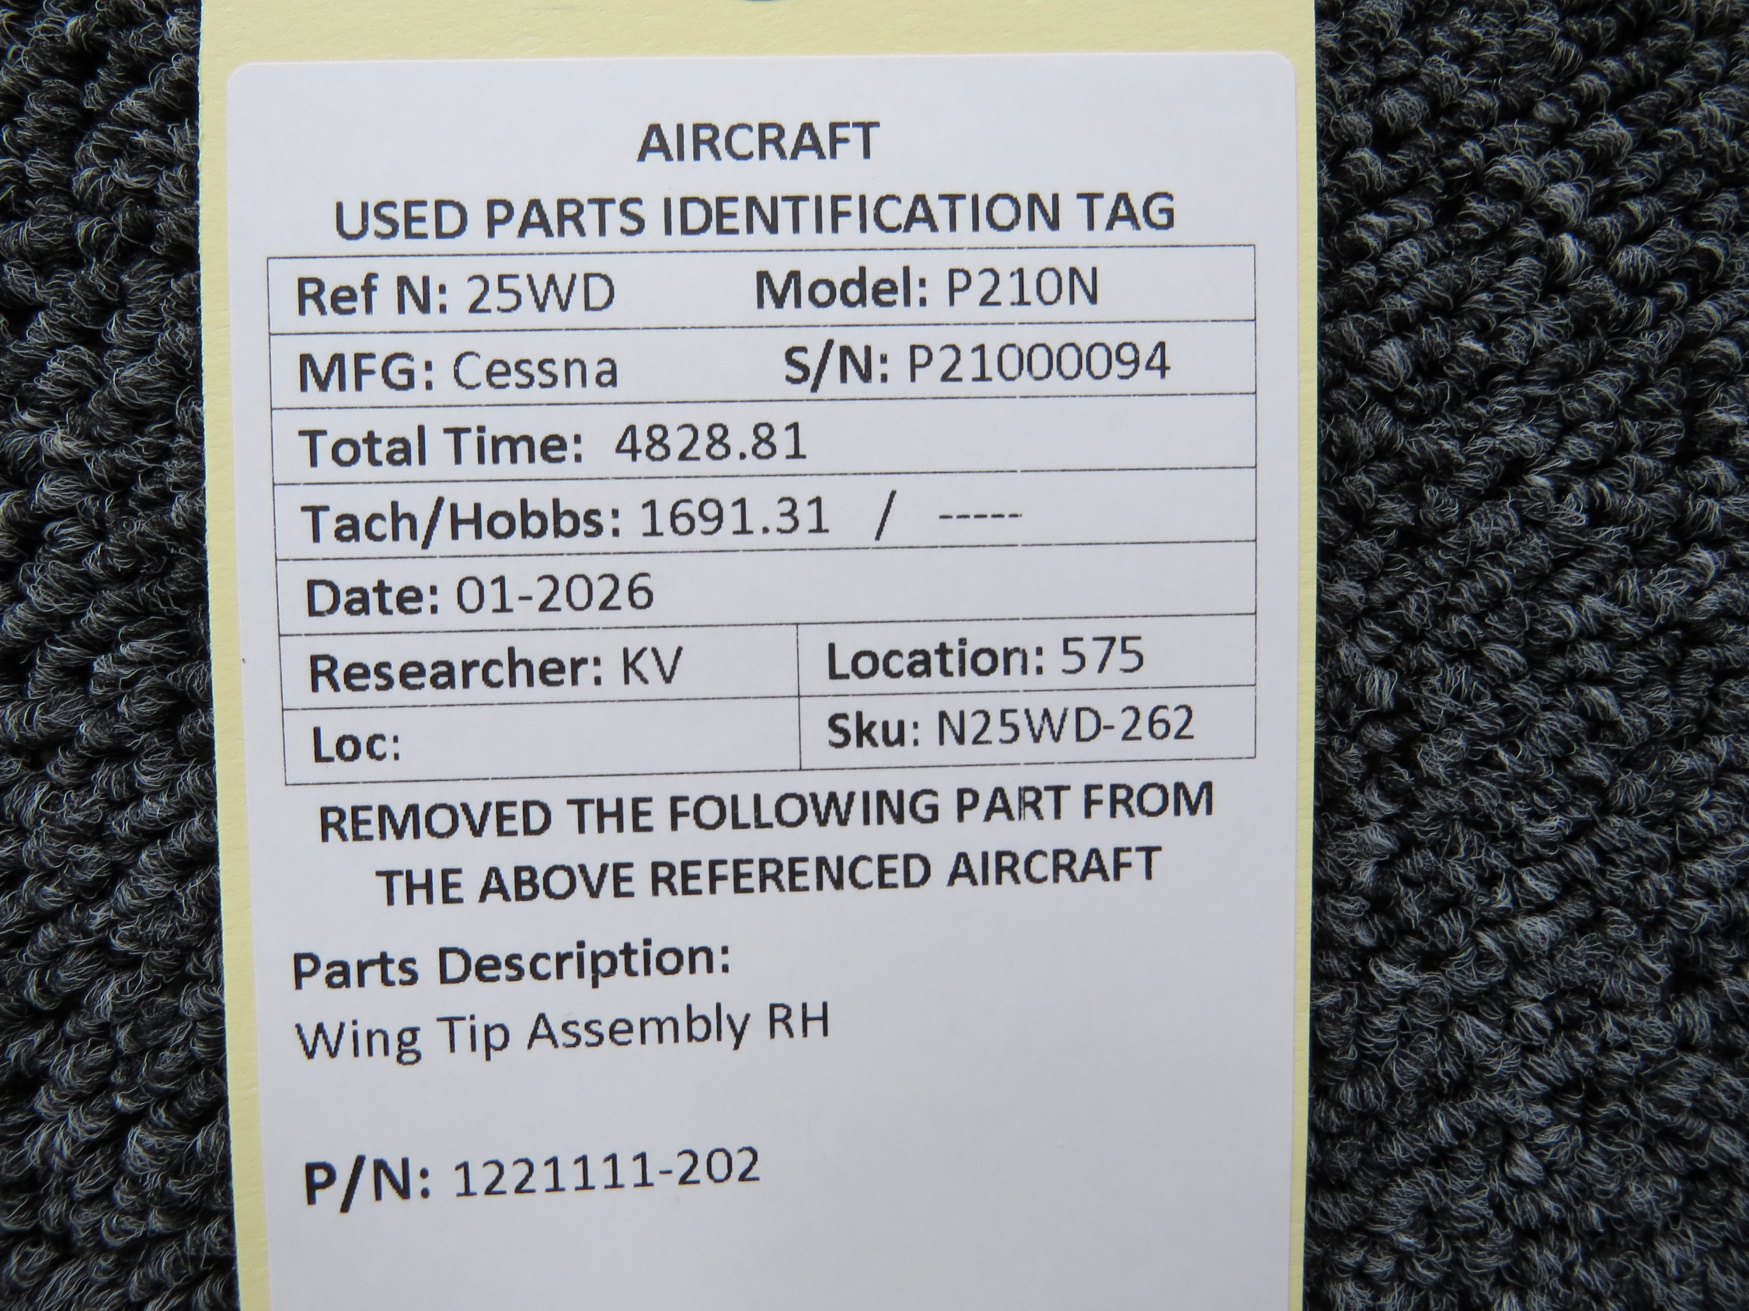 AIRCRAFT
USED PARTS IDENTIFICATION TAG
Ref N: 25WD Model: P210N
MFG: Cessna S/N: P21000094
Total Time: 4828.81
Tach/Hobbs: 1691.31 / -----
Date: 01-2026
Researcher: KV Location: 575
Loc: Sku: N25WD-262
REMOVED THE FOLLOWING PART FROM
THE ABOVE REFERENCED AIRCRAFT
Parts Description:
Wing Tip Assembly RH
P/N: 1221111-202